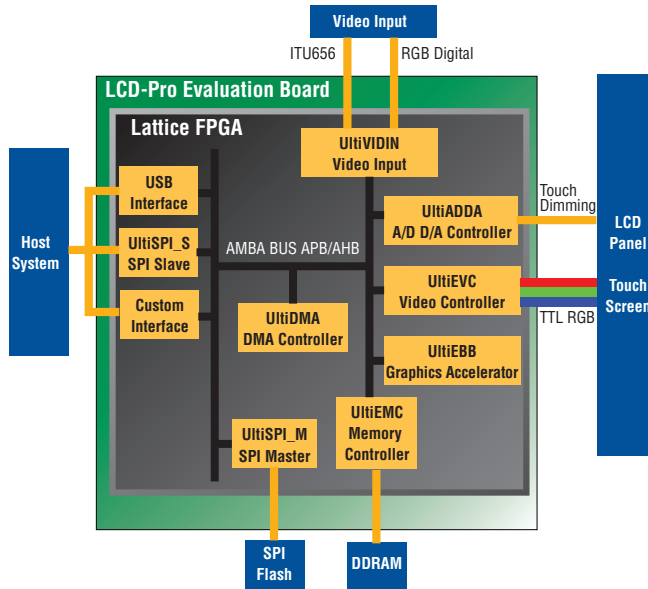 Video Input
ITU656
RGB Digital
LCD-Pro Evaluation Board
Lattice FPGA
UltiVIDIN
Video Input
USB
Interface
UltiSPI_S
SPI Slave
Custom
Interface
Host
System
AMBA BUS APB/AHB
UltiADDA
A/D D/A Controller
Touch
Dimming
LCD
Panel
Touch
Screen
UltiEVC
Video Controller
TTL RGB
UltiDMA
DMA Controller
UltiEBB
Graphics Accelerator
UltiSPI_M
SPI Master
UltiEMC
Memory
Controller
SPI
Flash
DDRAM